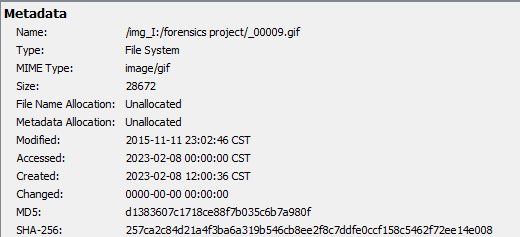 Metadata
Name: /img_I:/forensics project/_00009.gif
Type: File System
MIME Type: image/gif
Size: 28672
File Name Allocation: Unallocated
Metadata Allocation: Unallocated
Modified: 2015-11-11 23:02:46 CST
Accessed: 2023-02-08 00:00:00 CST
Created: 2023-02-08 12:00:36 CST
Changed: 0000-00-00 00:00:00
MD5: d1383607c1718ce88f7b035c6b7a980f
SHA-256: 257ca2c84d21a4f3ba6a319b546cb8ee2f8c7ddfe0ccf158c5462f72ee14e008